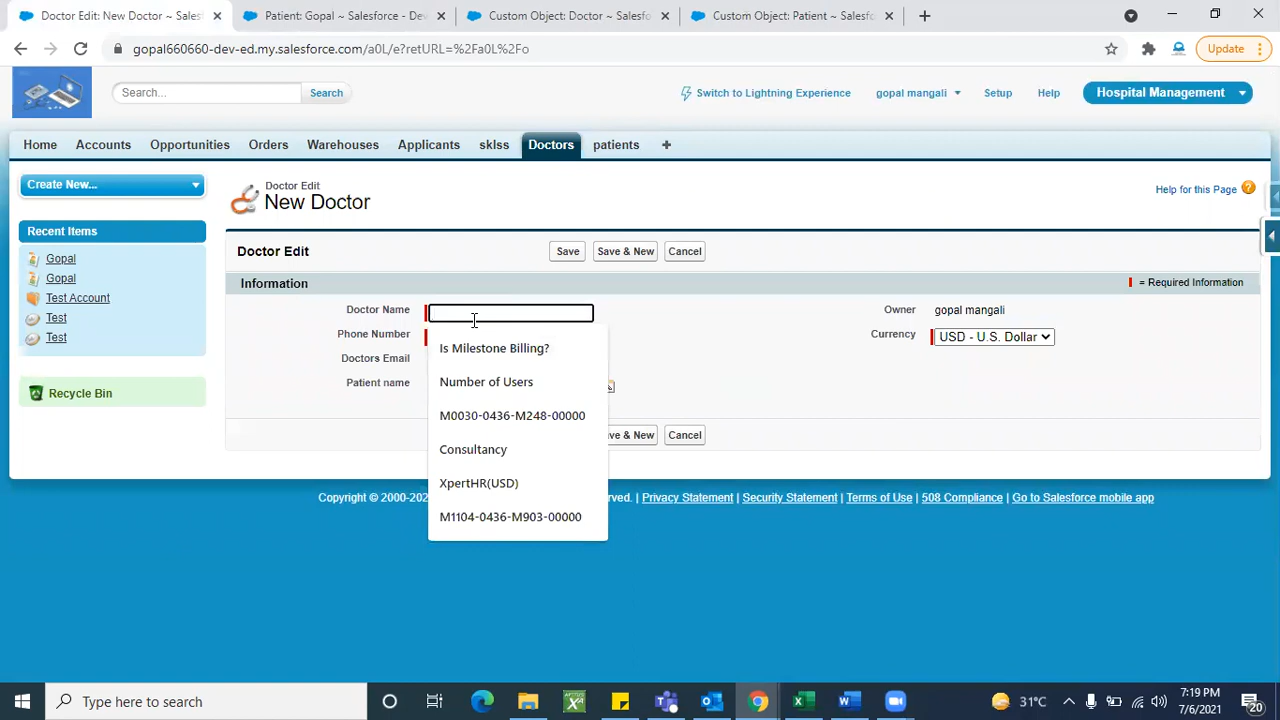 Doctor Edit: New Doctor ~ Sales
Patient: Gopal ~ Salesforce - Dev
Custom Object: Doctor ~ Salesfo
Custom Object: Patient ~ Salesfo
gopal660660-dev-ed.my.salesforce.com/a0L/e?retURL=%2Fa0L%2Fo
Update
Search...
Search
Switch to Lightning Experience
gopal mangali
Setup
Help
Hospital Management
Home
Accounts
Opportunities
Orders
Warehouses
Applicants
sklss
Doctors
patients
+
Create New...
Recent Items
Gopal
Gopal
Test Account
Test
Test
Recycle Bin
Doctor Edit
New Doctor
Help for this Page
Doctor Edit
Save
Save & New
Cancel
Information
= Required Information
Doctor Name
Owner
gopal mangali
Phone Number
Currency
USD - U.S. Dollar
Doctors Email
Patient name
Is Milestone Billing?
Number of Users
M0030-0436-M248-00000
Consultancy
XpertHR(USD)
M1104-0436-M903-00000
ve & New
Cancel
Copyright © 2000-202
rved. | Privacy Statement | Security Statement | Terms of Use | 508 Compliance | Go to Salesforce mobile app
Type here to search
31°C
7:19 PM
7/6/2021
20